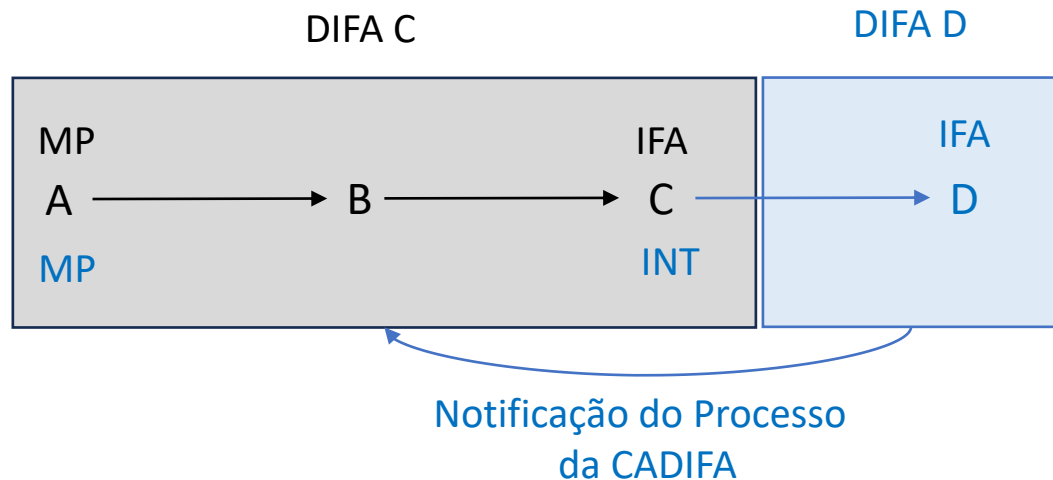 DIFA C
DIFA D
MP
IFA
IFA
A
B
C
D
MP
INT
Notificação do Processo
da CADIFA